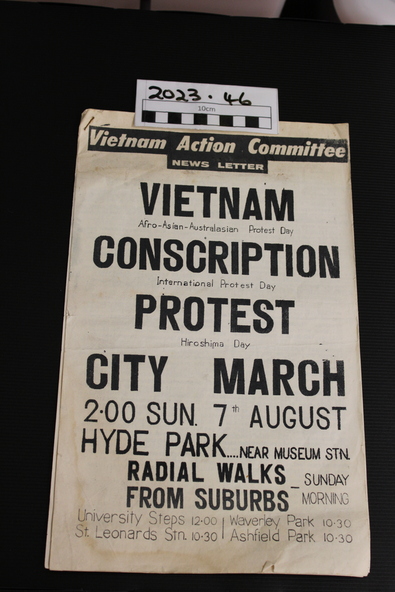 2023.46
10cm
Vietnam Action Committee
NEWS LETTER
VIETNAM
Afro-Asian-Australasian Protest Day
CONSCRIPTION
International Protest Day
PROTEST
Hiroshima Day
CITY MARCH
2·00 SUN. 7th AUGUST
HYDE PARK....NEAR MUSEUM STN.
RADIAL WALKS _ SUNDAY
FROM SUBURBS MORNING
University Steps 12·00 | Waverley Park 10·30
St. Leonards Stn. 10·30 | Ashfield Park 10·30